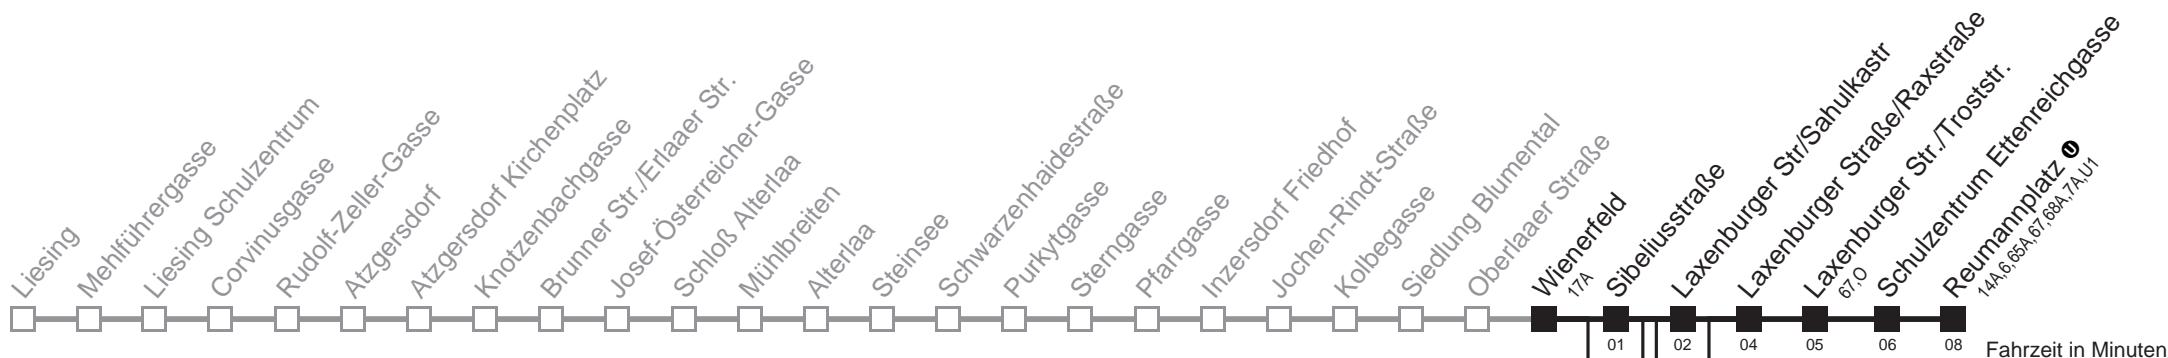 Liesing
Mehlführergasse
Liesing Schulzentrum
Corvinusgasse
Rudolf-Zeller-Gasse
Atzgersdorf
Atzgersdorf Kirchenplatz
Knotzenbachgasse
Brunner Str./Erlaaer Str.
Josef-Österreicher-Gasse
Schloß Alterlaa
Mühlbreiten
Alterlaa
Steinsee
Schwarzenhaidestraße
Purkytgasse
Sterngasse
Pfarrgasse
Inzersdorf Friedhof
Jochen-Rindt-Straße
Kolbegasse
Siedlung Blumental
Oberlaaer Straße
Wienerfeld
17A
Sibeliusstraße
Laxenburger Str/Sahulkastr
Laxenburger Straße/Raxstraße
Laxenburger Str./Troststr.
67,O
Schulzentrum Ettenreichgasse
Reumannplatz U
14A,6,65A,67,68A,7A,U1
01 02 04 05 06 08 Fahrzeit in Minuten